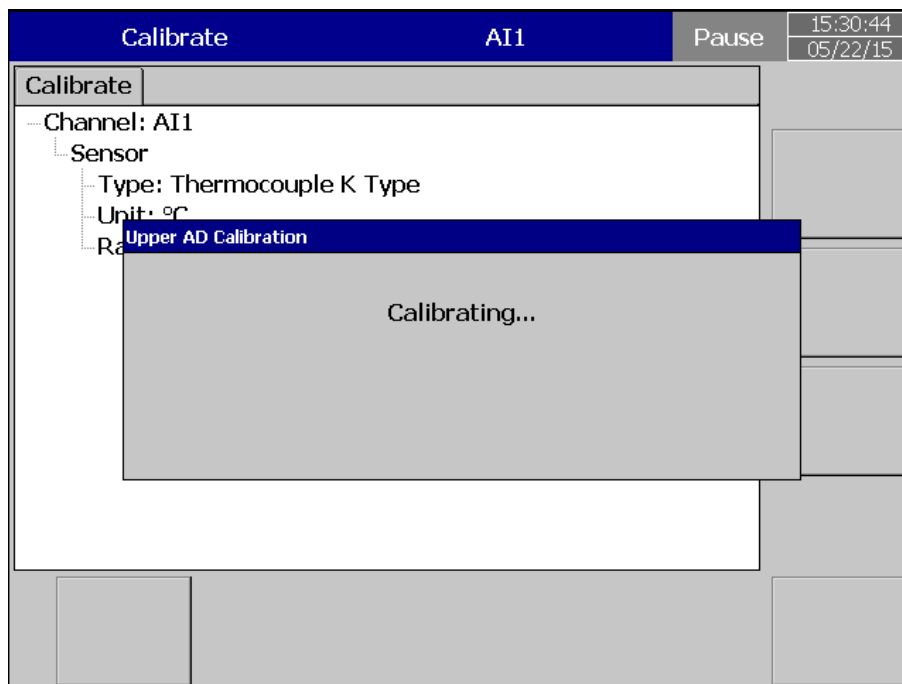 Calibrate AI1 Pause 15:30:44
05/22/15
Calibrate
Channel: AI1
Sensor
Type: Thermocouple K Type
Unit: °C
Upper AD Calibration
Calibrating...